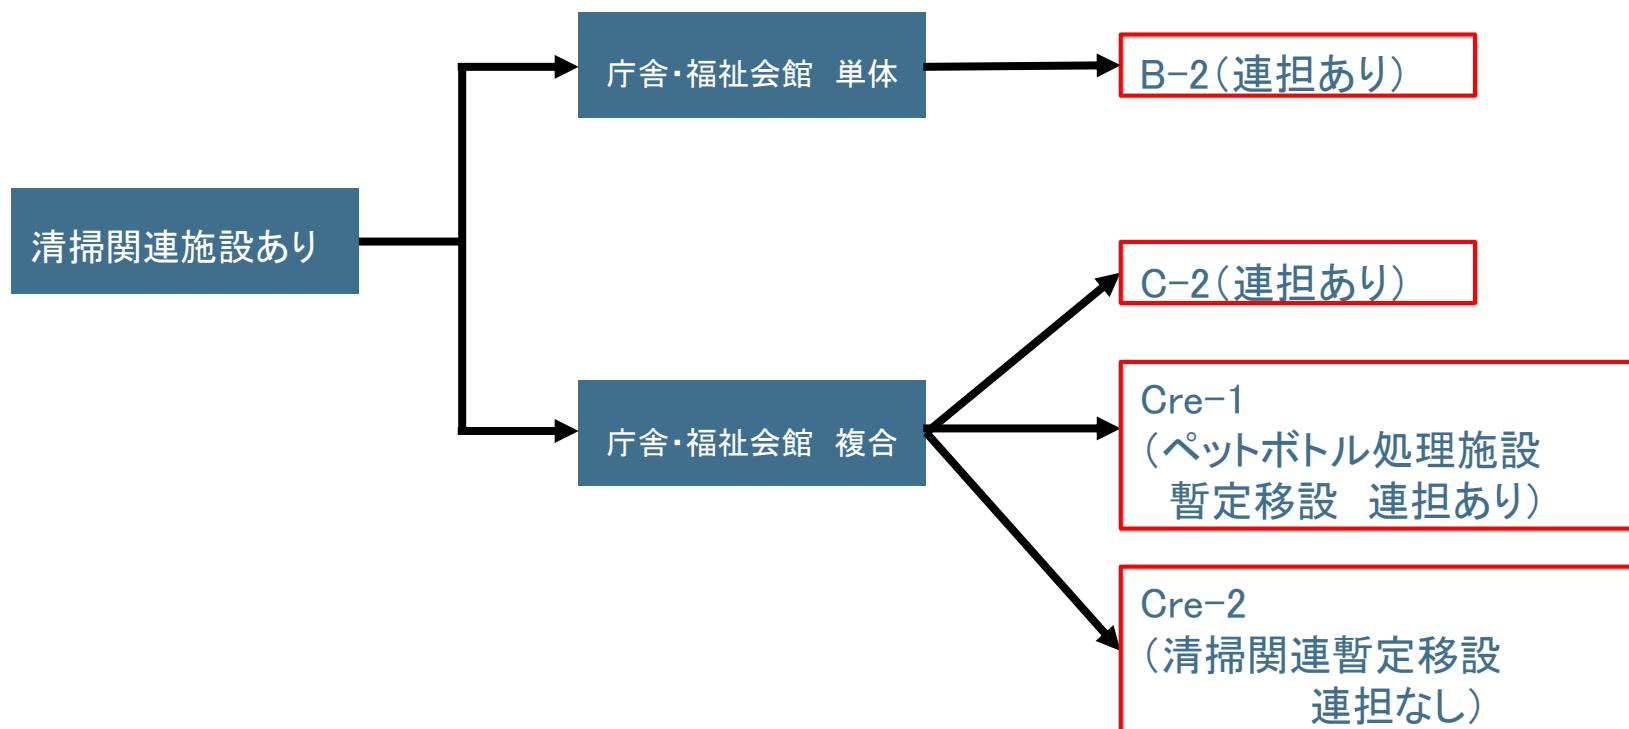 庁舎・福祉会館　単体
B-2(連担あり)
清掃関連施設あり
C-2(連担あり)
庁舎・福祉会館　複合
Cre-1
(ペットボトル処理施設
暫定移設　連担あり)
Cre-2
(清掃関連暫定移設
連担なし)